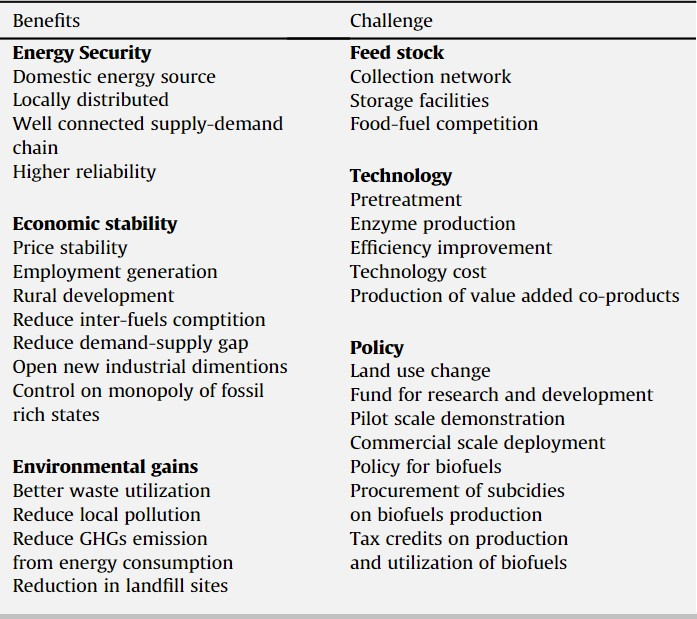 Benefits
Challenge
Energy Security
Domestic energy source
Locally distributed
Well connected supply-demand
chain
Higher reliability
Economic stability
Price stability
Employment generation
Rural development
Reduce inter-fuels comptition
Reduce demand-supply gap
Open new industrial dimentions
Control on monopoly of fossil
rich states
Environmental gains
Better waste utilization
Reduce local pollution
Reduce GHGs emission
from energy consumption
Reduction in landfill sites
Feed stock
Collection network
Storage facilities
Food-fuel competition
Technology
Pretreatment
Enzyme production
Efficiency improvement
Technology cost
Production of value added co-products
Policy
Land use change
Fund for research and development
Pilot scale demonstration
Commercial scale deployment
Policy for biofuels
Procurement of subcidies
on biofuels production
Tax credits on production
and utilization of biofuels